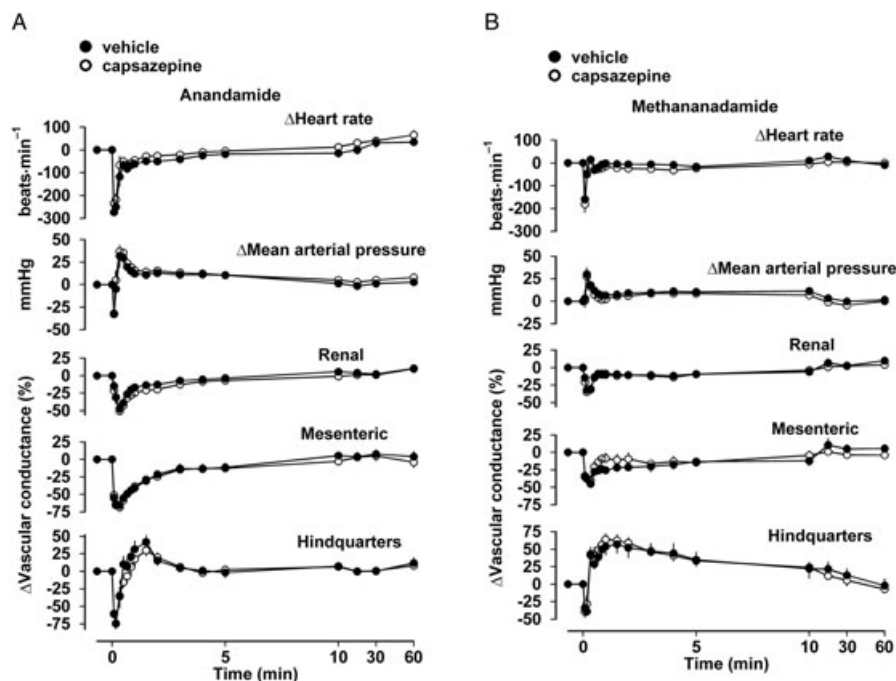 A
vehicle
capsazepine
Anandamide
ΔHeart rate
beats·min⁻¹
100
0
-100
-200
-300
ΔMean arterial pressure
mmHg
50
25
0
-25
-50
ΔVascular conductance (%)
Renal
25
0
-25
-50
Mesenteric
25
0
-25
-50
-75
Hindquarters
50
25
0
-25
-50
-75
0 5 10 30 60
Time (min)
B
vehicle
capsazepine
Methananadamide
ΔHeart rate
beats·min⁻¹
100
0
-100
-200
-300
ΔMean arterial pressure
mmHg
50
25
0
-25
ΔVascular conductance (%)
Renal
25
0
-25
-50
Mesenteric
25
0
-25
-50
-75
Hindquarters
75
50
25
0
-25
-50
0 5 10 30 60
Time (min)